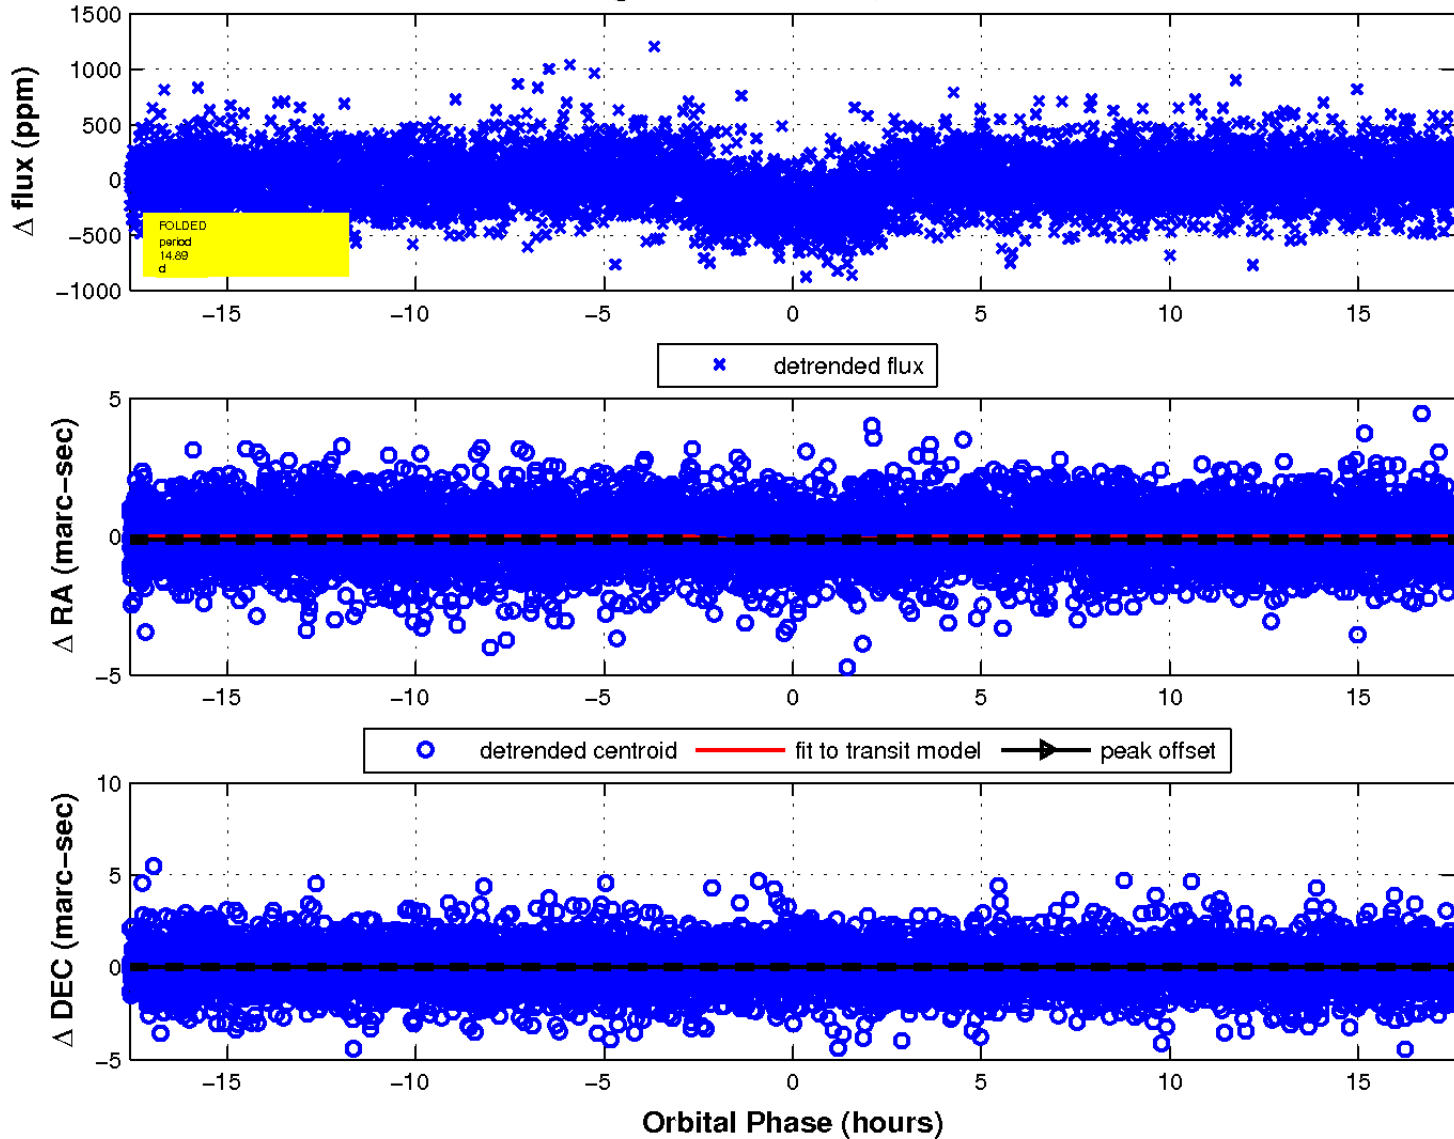 1500
1000
500
0
−500
−1000
Δ flux (ppm)
FOLDED
period
14.89
d
−15 −10 −5 0 5 10 15
detrended flux
5
0
−5
Δ RA (marc−sec)
−15 −10 −5 0 5 10 15
detrended centroid fit to transit model peak offset
10
5
0
−5
Δ DEC (marc−sec)
−15 −10 −5 0 5 10 15
Orbital Phase (hours)